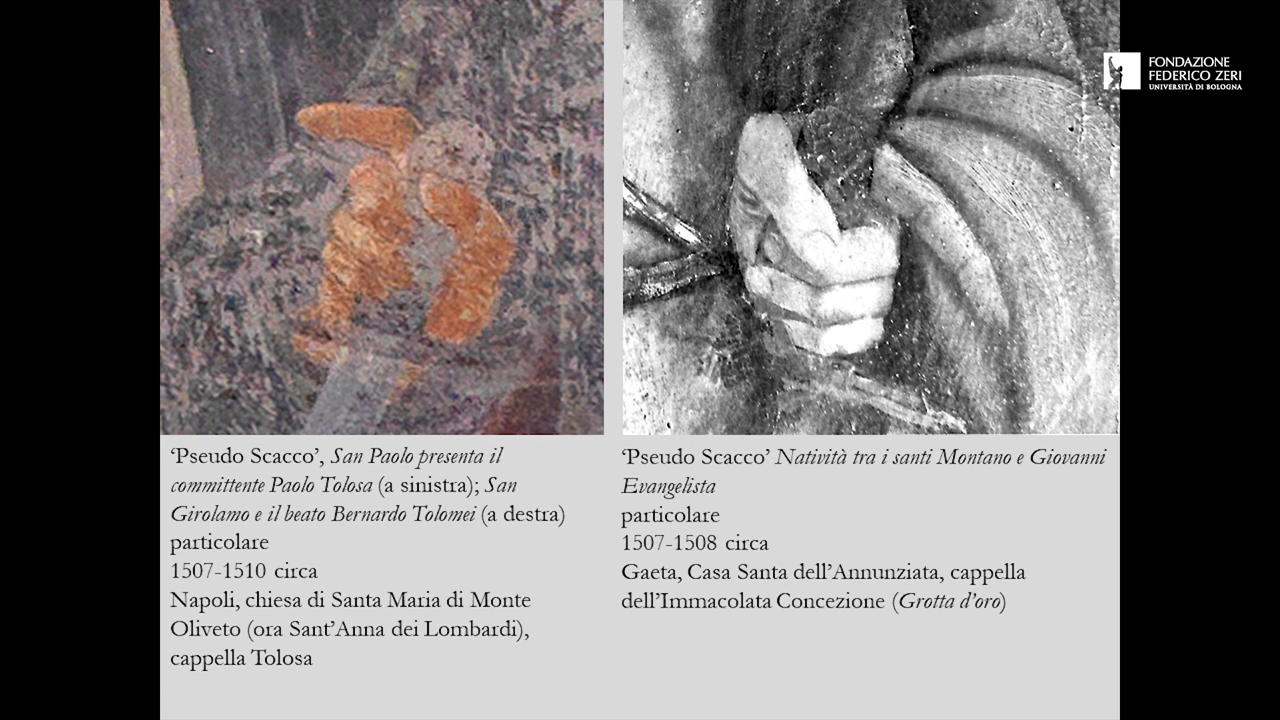 FONDAZIONE
FEDERICO ZERI
UNIVERSITÀ DI BOLOGNA
‘Pseudo Scacco’, San Paolo presenta il
committente Paolo Tolosa (a sinistra); San
Girolamo e il beato Bernardo Tolomei (a destra)
particolare
1507-1510 circa
Napoli, chiesa di Santa Maria di Monte
Oliveto (ora Sant’Anna dei Lombardi),
cappella Tolosa
‘Pseudo Scacco’ Natività tra i santi Montano e Giovanni
Evangelista
particolare
1507-1508 circa
Gaeta, Casa Santa dell’Annunziata, cappella
dell’Immacolata Concezione (Grotta d’oro)